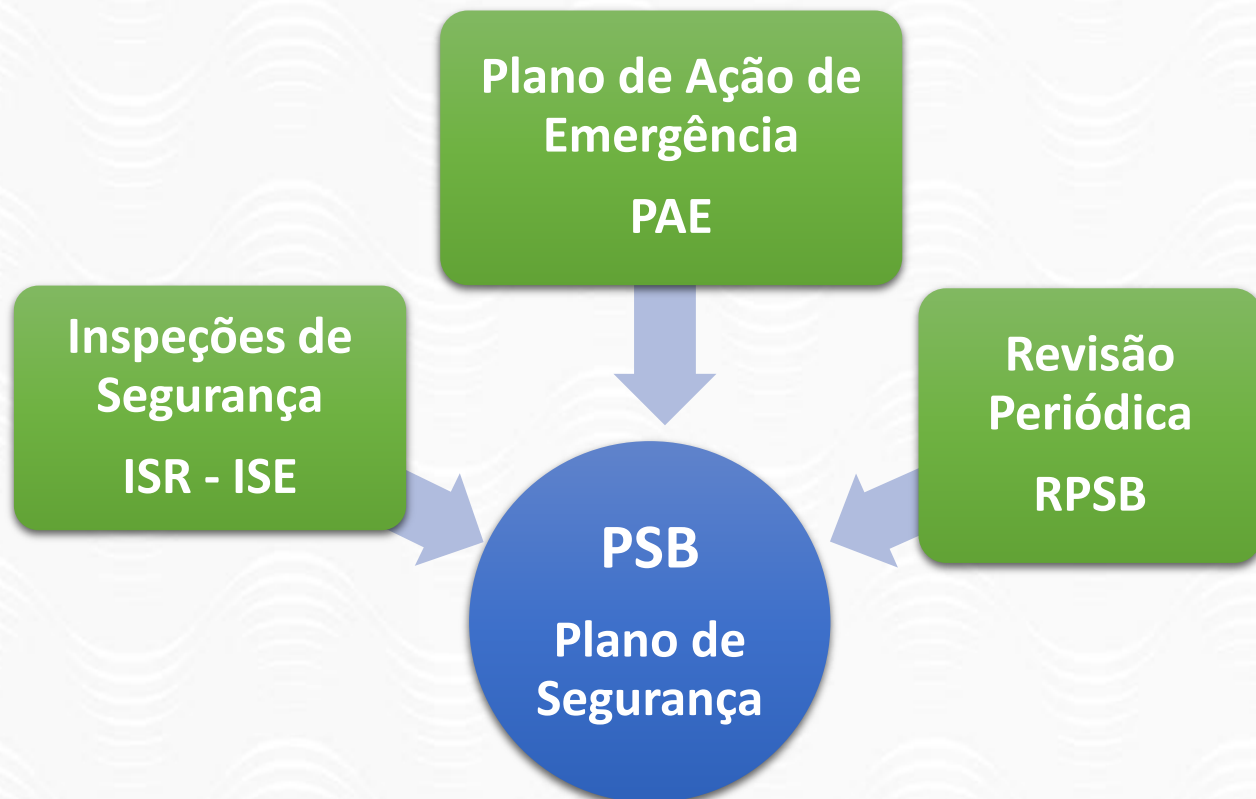 Plano de Ação de
Emergência
PAE
Inspeções de
Segurança
ISR - ISE
Revisão
Periódica
RPSB
PSB
Plano de
Segurança